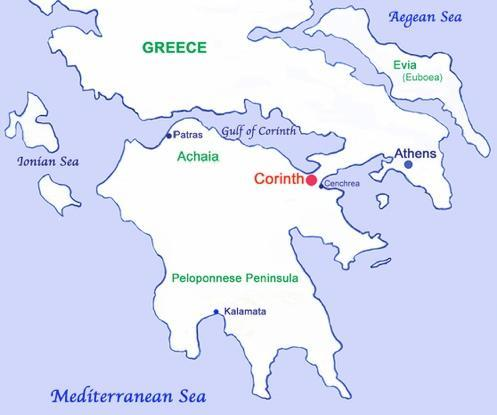 Aegean Sea
GREECE
Evia
(Euboea)
Patras
Gulf of Corinth
Ionian Sea
Achaia
Athens
Corinth
Cenchrea
Peloponnese Peninsula
Kalamata
Mediterranean Sea